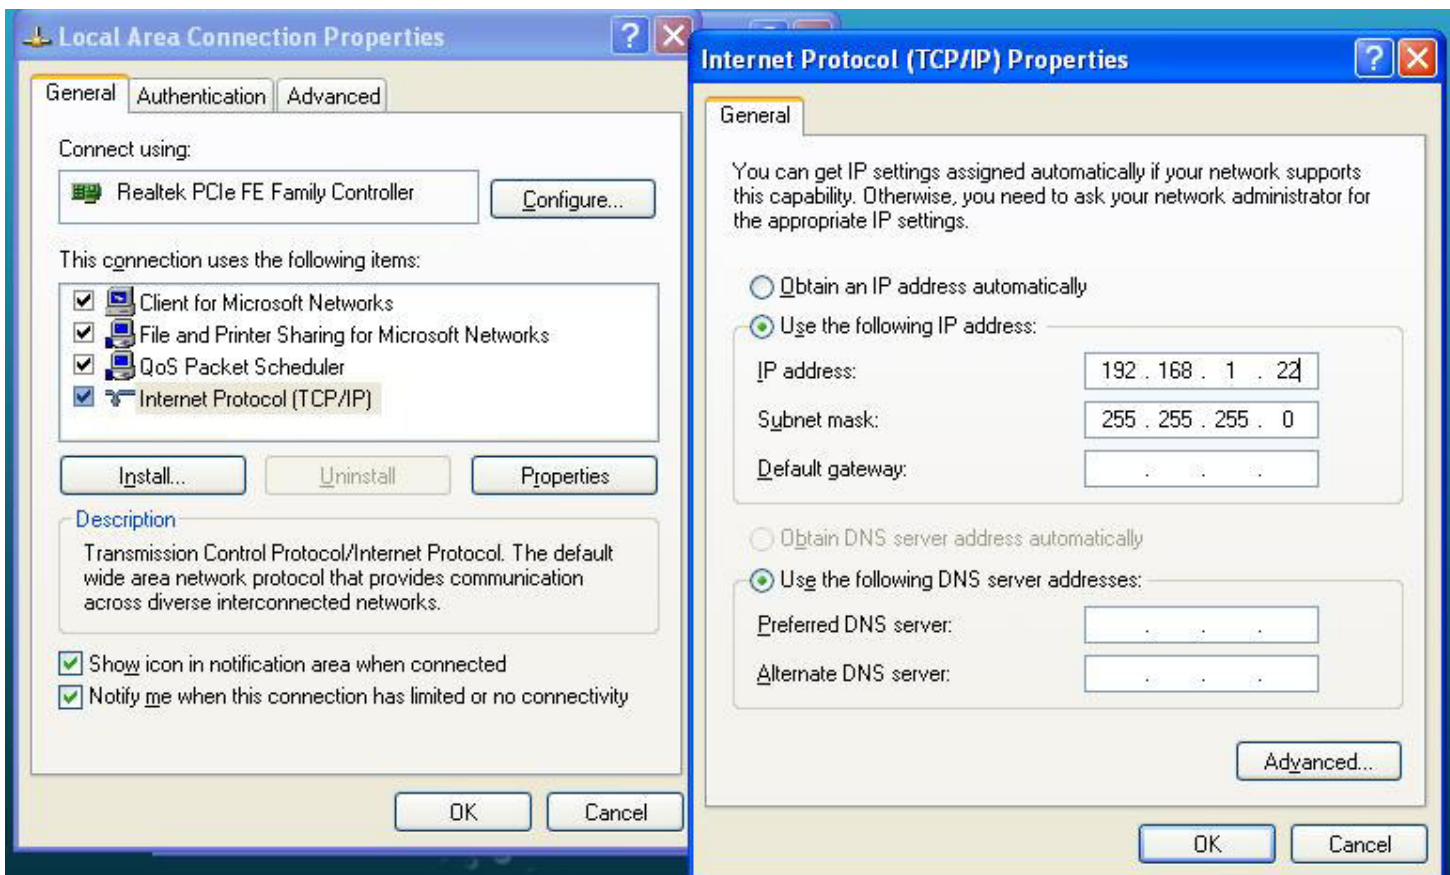 Local Area Connection Properties
General Authentication Advanced
Connect using:
Realtek PCIe FE Family Controller
Configure...
This connection uses the following items:
Client for Microsoft Networks
File and Printer Sharing for Microsoft Networks
QoS Packet Scheduler
Internet Protocol (TCP/IP)
Install... Uninstall Properties
Description
Transmission Control Protocol/Internet Protocol. The default
wide area network protocol that provides communication
across diverse interconnected networks.
Show icon in notification area when connected
Notify me when this connection has limited or no connectivity
OK Cancel
Internet Protocol (TCP/IP) Properties
General
You can get IP settings assigned automatically if your network supports
this capability. Otherwise, you need to ask your network administrator for
the appropriate IP settings.
Obtain an IP address automatically
Use the following IP address:
IP address: 192 . 168 . 1 . 22
Subnet mask: 255 . 255 . 255 . 0
Default gateway: . . .
Obtain DNS server address automatically
Use the following DNS server addresses:
Preferred DNS server: . . .
Alternate DNS server: . . .
Advanced...
OK Cancel